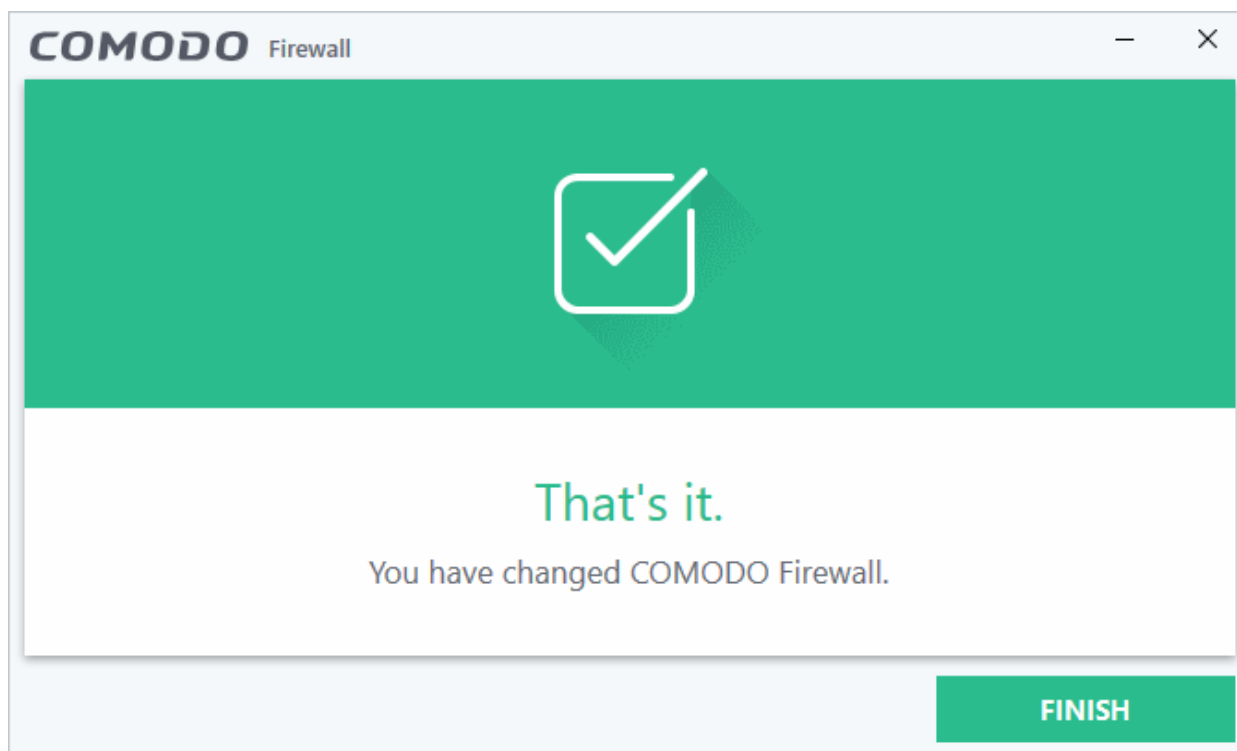 COMODO Firewall
That's it.
You have changed COMODO Firewall.
FINISH